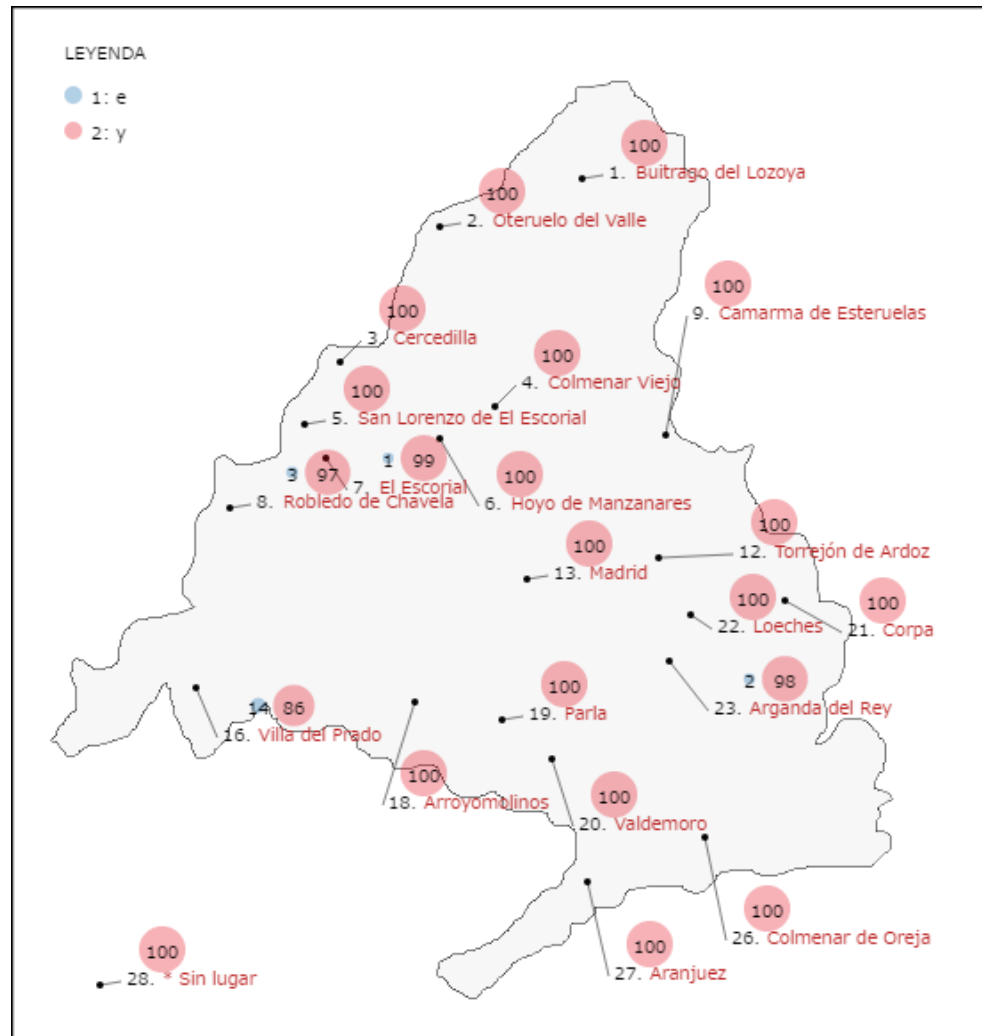 LEYENDA
1: e
2: y
100
1. Buitrago del Lozoya
100
2. Oteruelo del Valle
100
9. Camarma de Esteruelas
100
3. Cercedilla
100
4. Colmenar Viejo
100
5. San Lorenzo de El Escorial
1 99
7. El Escorial
3 97
8. Robledo de Chavela
100
6. Hoyo de Manzanares
100
12. Torrejón de Ardoz
100
13. Madrid
100
22. Loeches
100
21. Corpa
2 98
23. Arganda del Rey
14 86
16. Villa del Prado
100
19. Parla
100
18. Arroyomolinos
100
20. Valdemoro
100
26. Colmenar de Oreja
100
27. Aranjuez
100
28. * Sin lugar